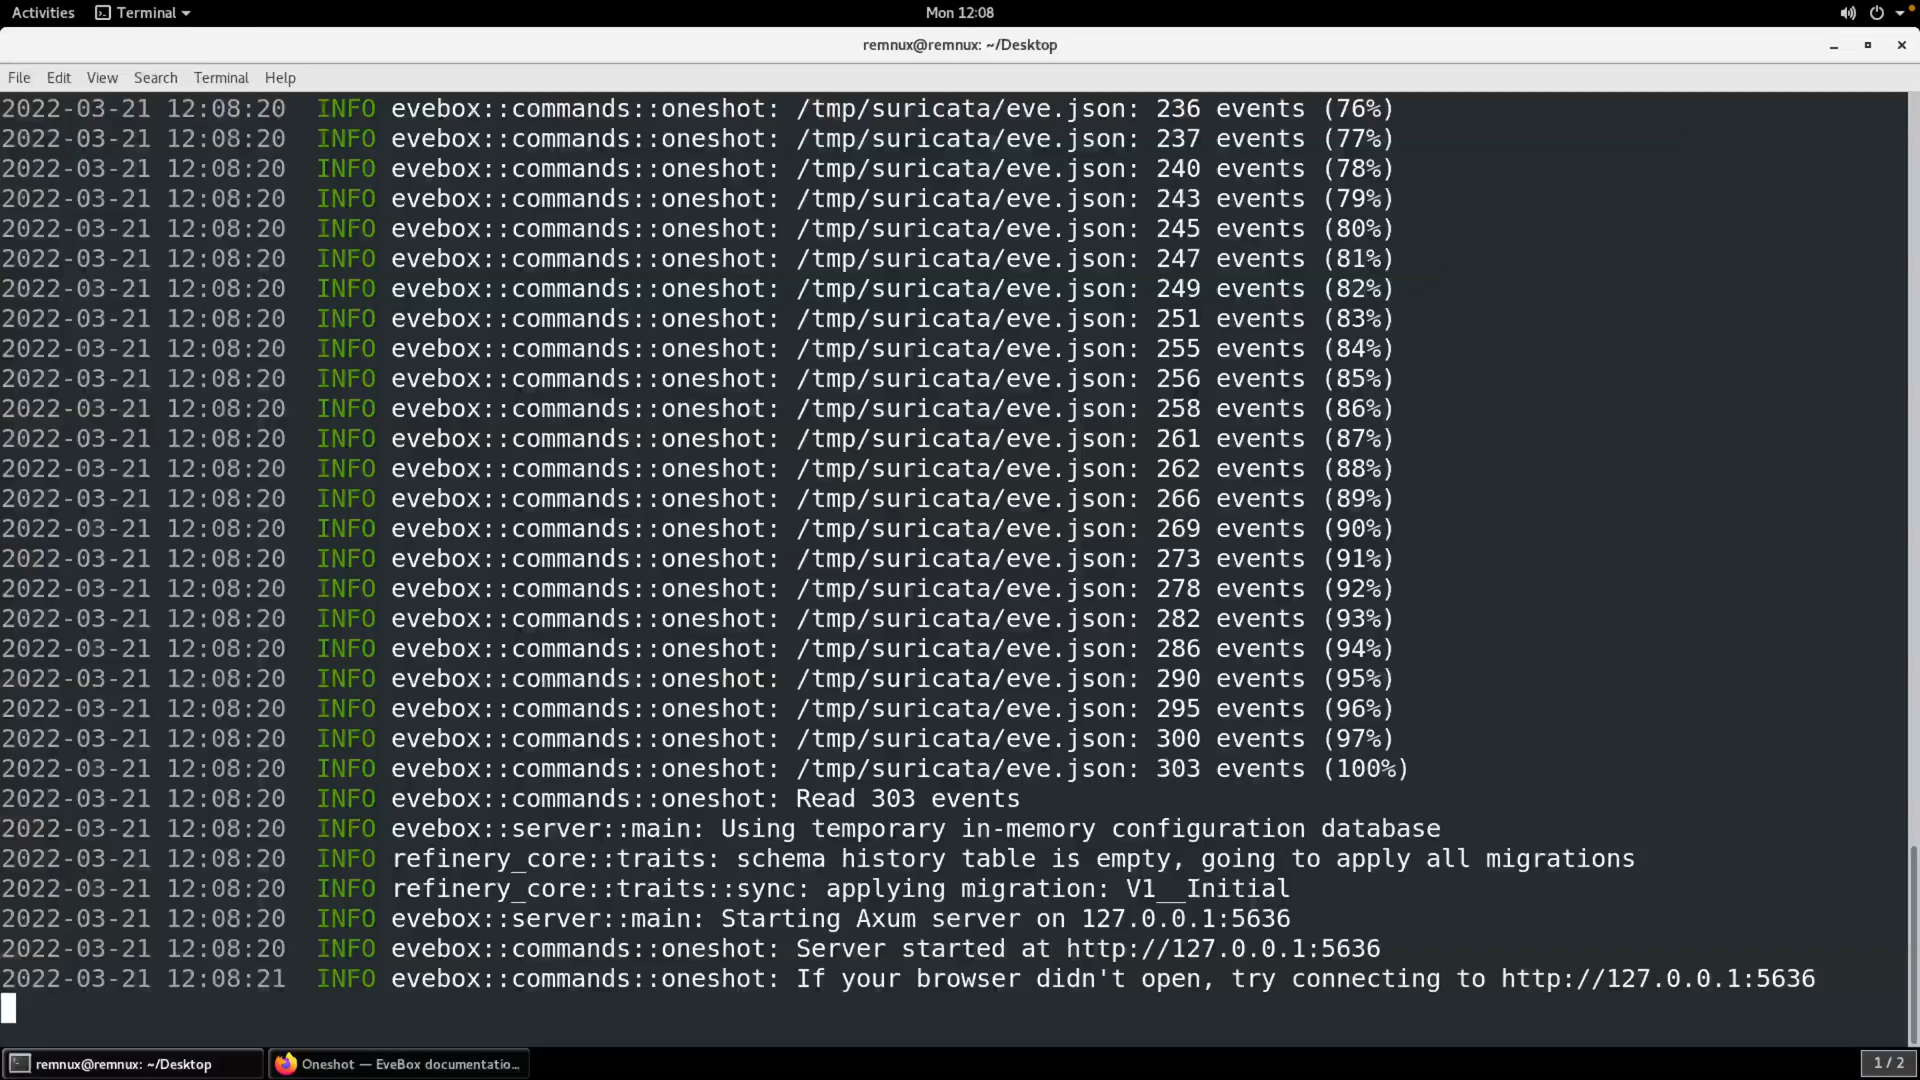 Activities Terminal Mon 12:08
remnux@remnux: ~/Desktop
File Edit View Search Terminal Help
2022-03-21 12:08:20 INFO evebox::commands::oneshot: /tmp/suricata/eve.json: 236 events (76%)
2022-03-21 12:08:20 INFO evebox::commands::oneshot: /tmp/suricata/eve.json: 237 events (77%)
2022-03-21 12:08:20 INFO evebox::commands::oneshot: /tmp/suricata/eve.json: 240 events (78%)
2022-03-21 12:08:20 INFO evebox::commands::oneshot: /tmp/suricata/eve.json: 243 events (79%)
2022-03-21 12:08:20 INFO evebox::commands::oneshot: /tmp/suricata/eve.json: 245 events (80%)
2022-03-21 12:08:20 INFO evebox::commands::oneshot: /tmp/suricata/eve.json: 247 events (81%)
2022-03-21 12:08:20 INFO evebox::commands::oneshot: /tmp/suricata/eve.json: 249 events (82%)
2022-03-21 12:08:20 INFO evebox::commands::oneshot: /tmp/suricata/eve.json: 251 events (83%)
2022-03-21 12:08:20 INFO evebox::commands::oneshot: /tmp/suricata/eve.json: 255 events (84%)
2022-03-21 12:08:20 INFO evebox::commands::oneshot: /tmp/suricata/eve.json: 256 events (85%)
2022-03-21 12:08:20 INFO evebox::commands::oneshot: /tmp/suricata/eve.json: 258 events (86%)
2022-03-21 12:08:20 INFO evebox::commands::oneshot: /tmp/suricata/eve.json: 261 events (87%)
2022-03-21 12:08:20 INFO evebox::commands::oneshot: /tmp/suricata/eve.json: 262 events (88%)
2022-03-21 12:08:20 INFO evebox::commands::oneshot: /tmp/suricata/eve.json: 266 events (89%)
2022-03-21 12:08:20 INFO evebox::commands::oneshot: /tmp/suricata/eve.json: 269 events (90%)
2022-03-21 12:08:20 INFO evebox::commands::oneshot: /tmp/suricata/eve.json: 273 events (91%)
2022-03-21 12:08:20 INFO evebox::commands::oneshot: /tmp/suricata/eve.json: 278 events (92%)
2022-03-21 12:08:20 INFO evebox::commands::oneshot: /tmp/suricata/eve.json: 282 events (93%)
2022-03-21 12:08:20 INFO evebox::commands::oneshot: /tmp/suricata/eve.json: 286 events (94%)
2022-03-21 12:08:20 INFO evebox::commands::oneshot: /tmp/suricata/eve.json: 290 events (95%)
2022-03-21 12:08:20 INFO evebox::commands::oneshot: /tmp/suricata/eve.json: 295 events (96%)
2022-03-21 12:08:20 INFO evebox::commands::oneshot: /tmp/suricata/eve.json: 300 events (97%)
2022-03-21 12:08:20 INFO evebox::commands::oneshot: /tmp/suricata/eve.json: 303 events (100%)
2022-03-21 12:08:20 INFO evebox::commands::oneshot: Read 303 events
2022-03-21 12:08:20 INFO evebox::server::main: Using temporary in-memory configuration database
2022-03-21 12:08:20 INFO refinery_core::traits: schema history table is empty, going to apply all migrations
2022-03-21 12:08:20 INFO refinery_core::traits::sync: applying migration: V1__Initial
2022-03-21 12:08:20 INFO evebox::server::main: Starting Axum server on 127.0.0.1:5636
2022-03-21 12:08:20 INFO evebox::commands::oneshot: Server started at http://127.0.0.1:5636
2022-03-21 12:08:21 INFO evebox::commands::oneshot: If your browser didn't open, try connecting to http://127.0.0.1:5636
remnux@remnux: ~/Desktop Oneshot — EveBox documentatio... 1 / 2